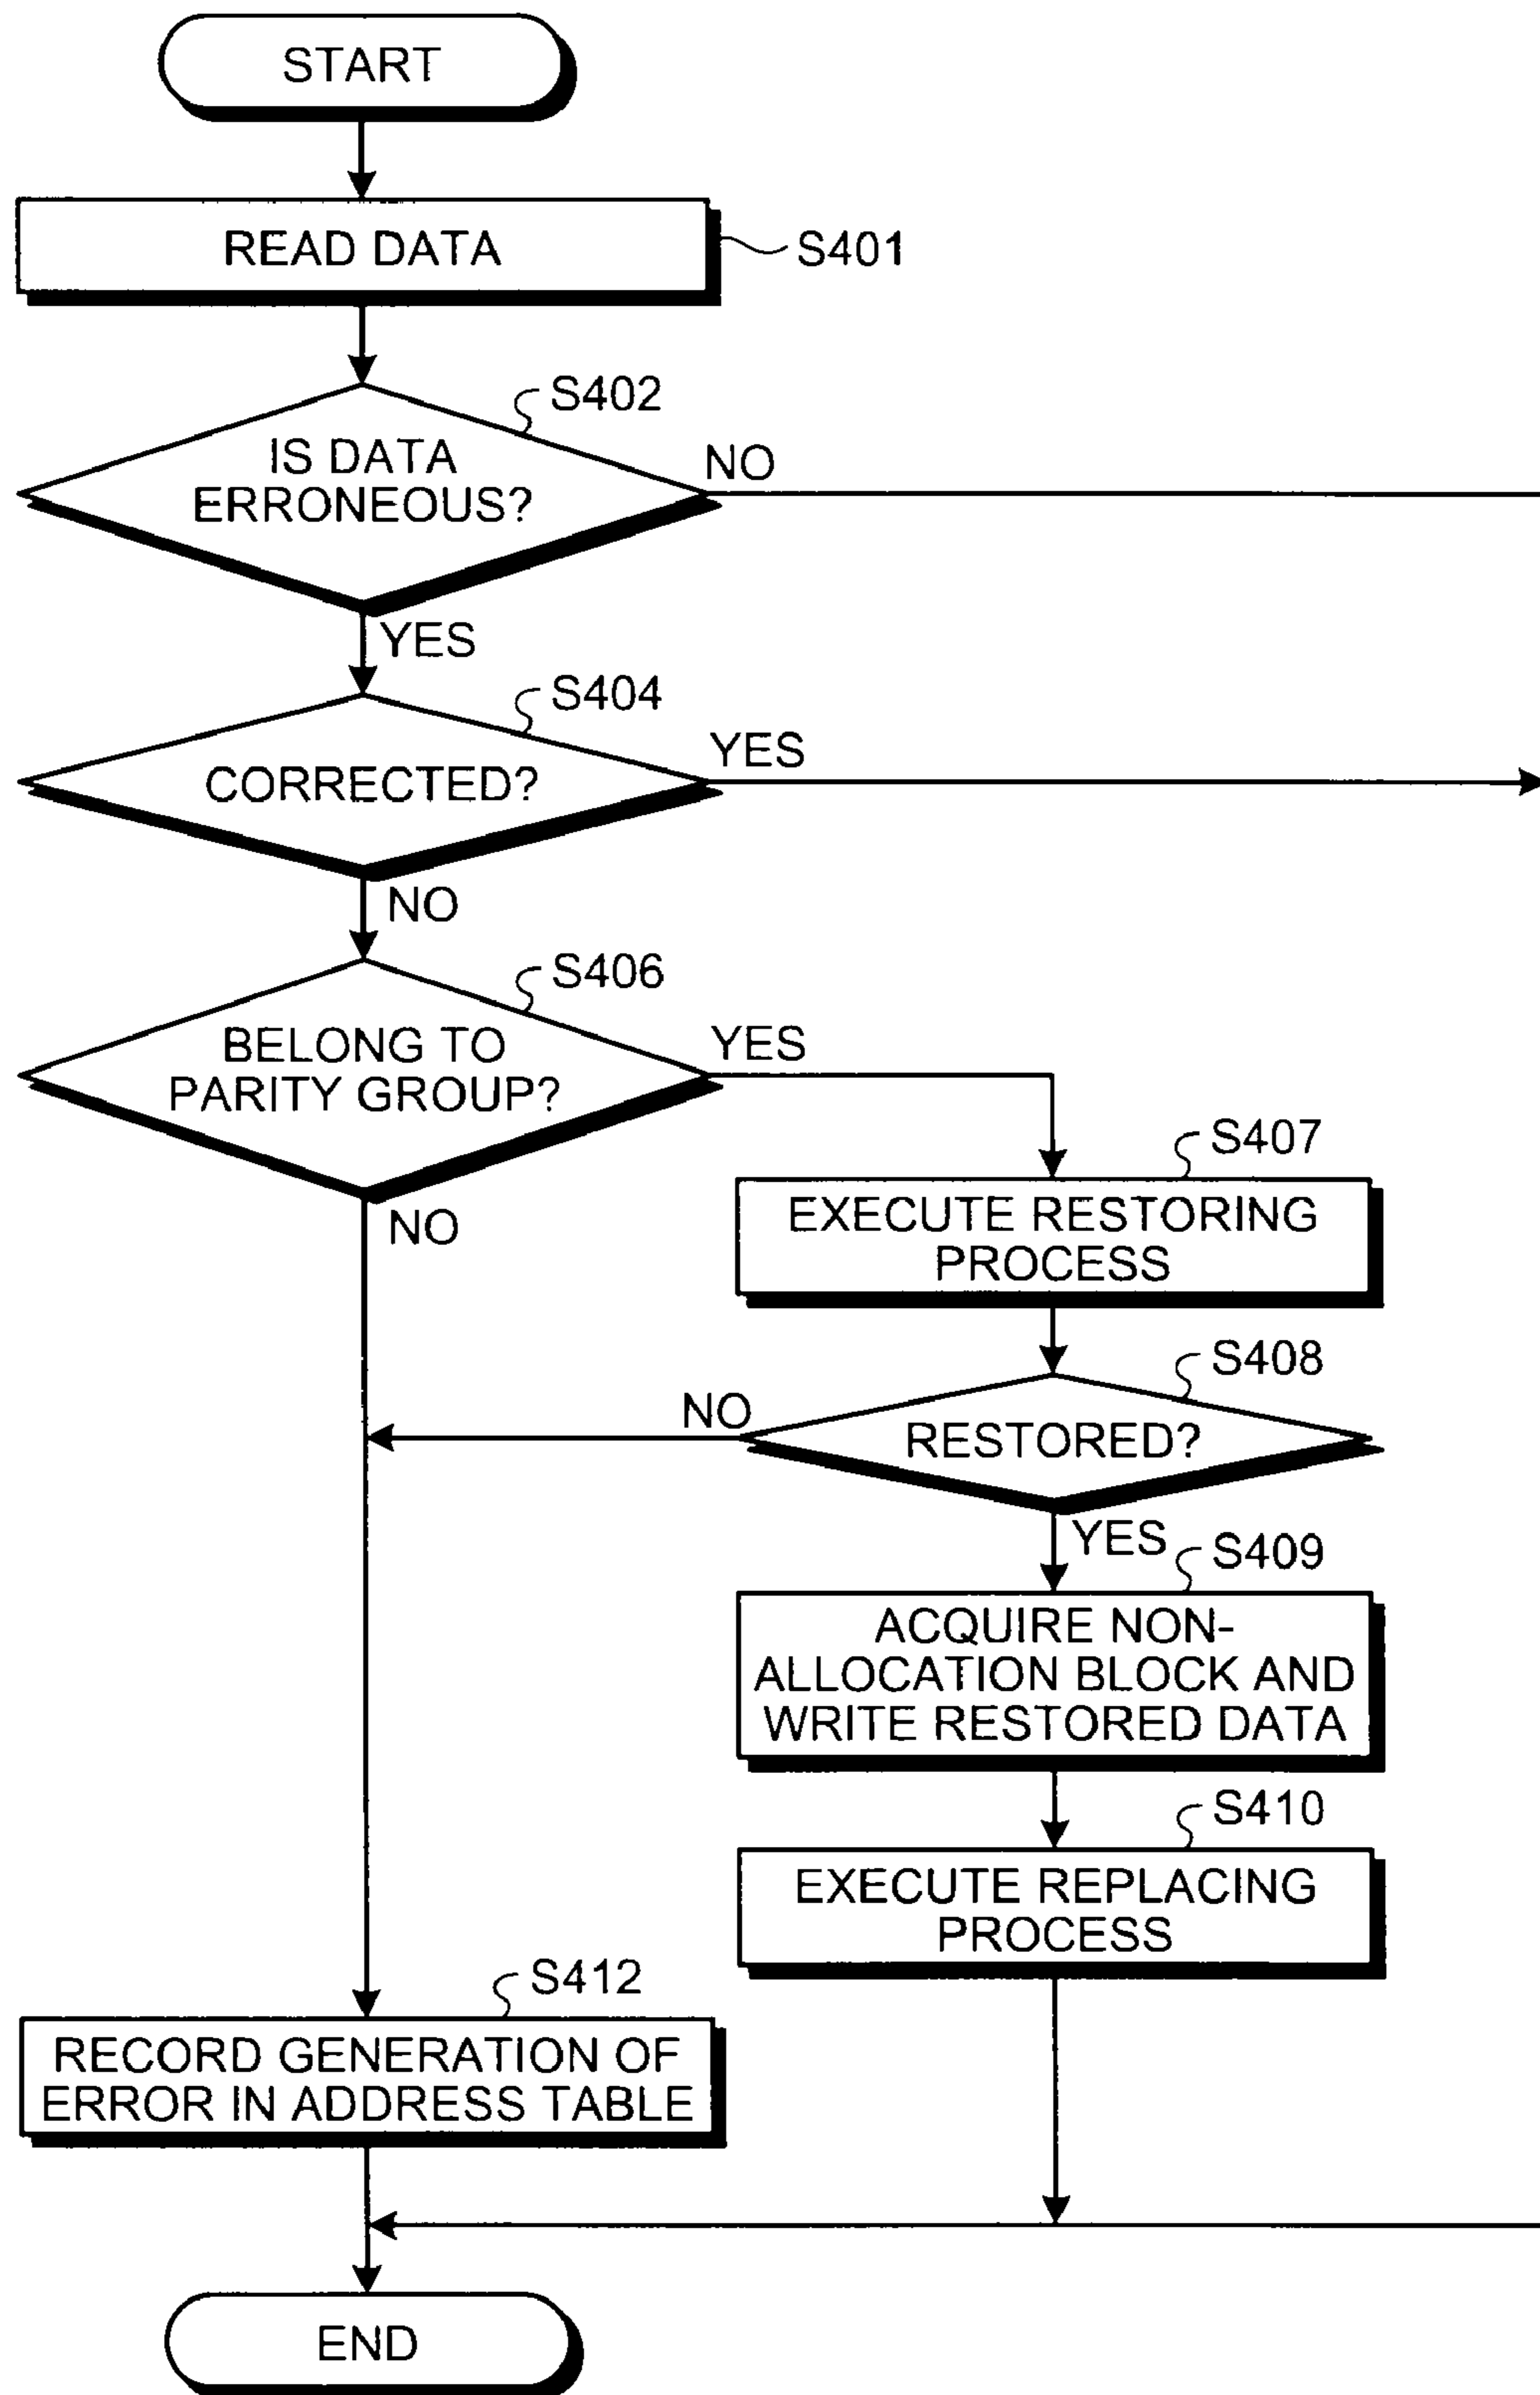 START
READ DATA
S401
S402
IS DATA
ERRONEOUS?
NO
YES
S404
CORRECTED?
YES
NO
S406
BELONG TO
PARITY GROUP?
YES
NO
S407
EXECUTE RESTORING
PROCESS
S408
RESTORED?
NO
YES
S409
ACQUIRE NON-
ALLOCATION BLOCK AND
WRITE RESTORED DATA
S410
EXECUTE REPLACING
PROCESS
S412
RECORD GENERATION OF
ERROR IN ADDRESS TABLE
END